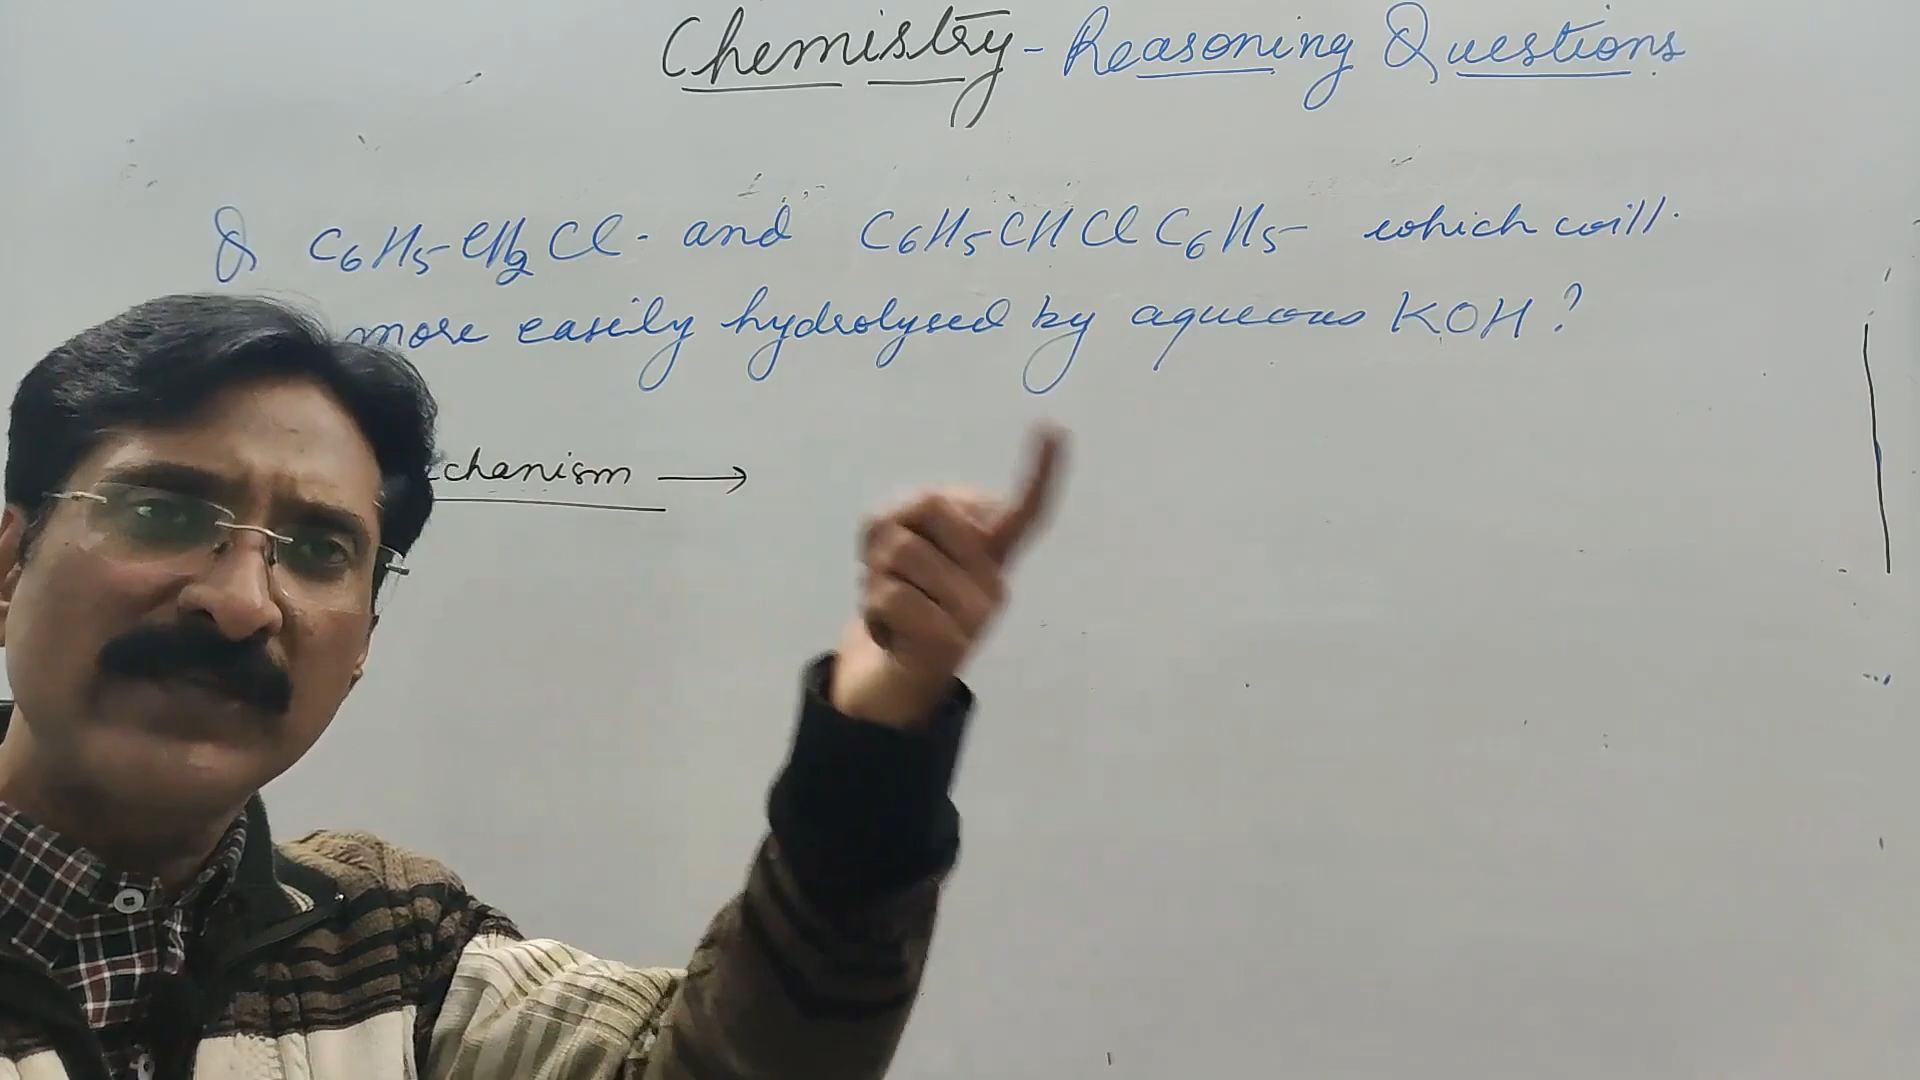 Chemistry - Reasoning Questions
Q C6H5-CH2Cl and C6H5CHClC6H5 which will
more easily hydrolysed by aqueous KOH?
chanism →